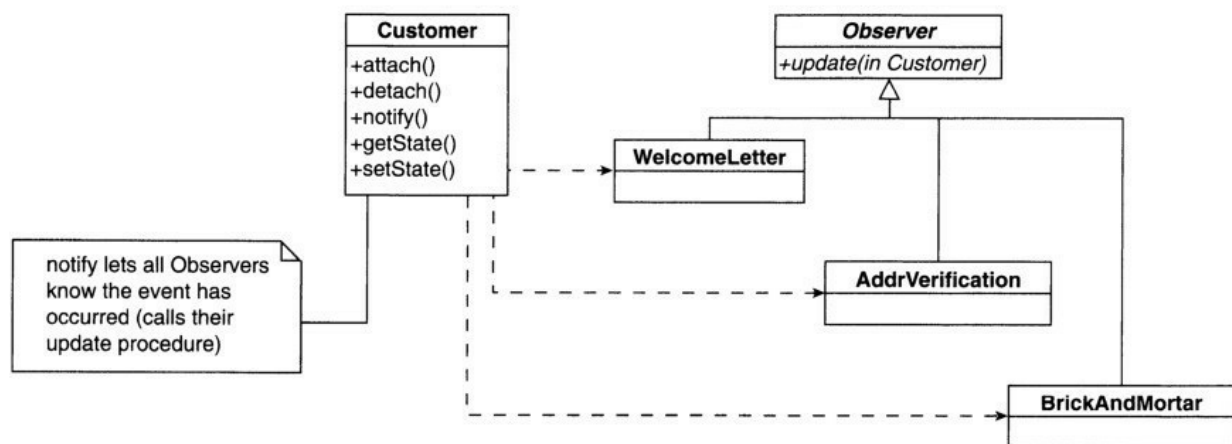 Customer
+attach()
+detach()
+notify()
+getState()
+setState()
Observer
+update(in Customer)
WelcomeLetter
AddrVerification
BrickAndMortar
notify lets all Observers
know the event has
occurred (calls their
update procedure)